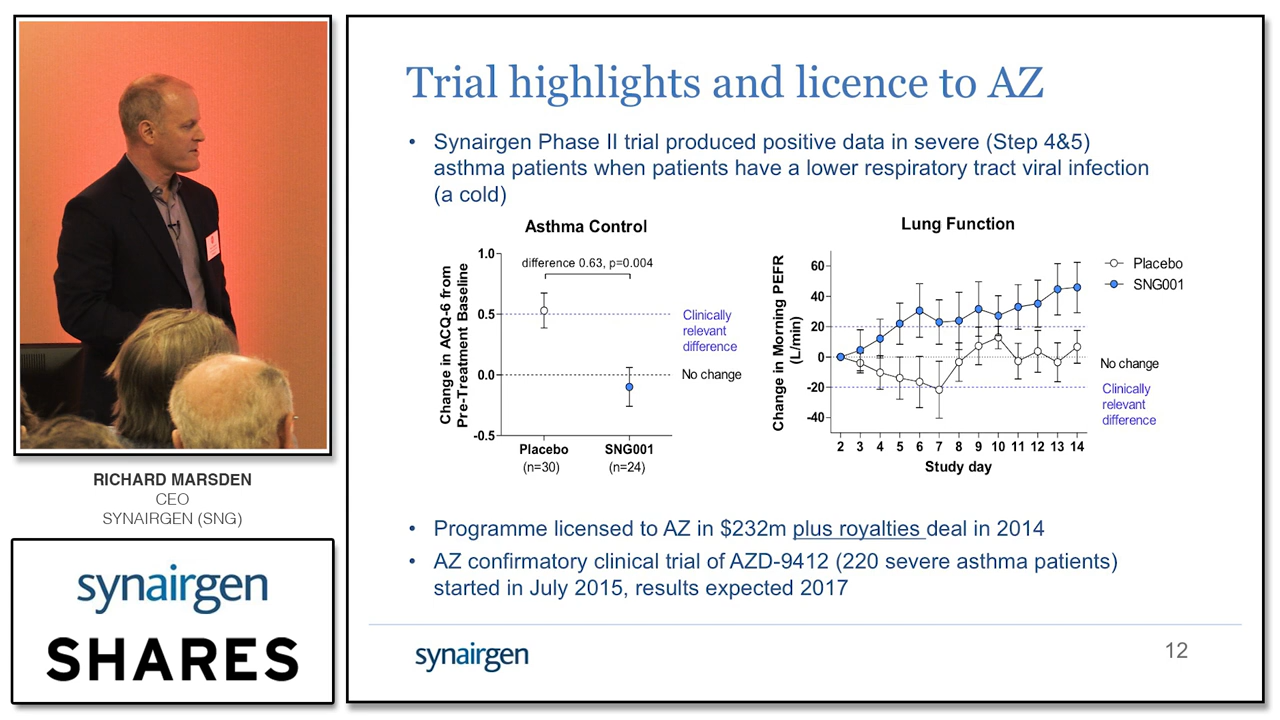 RICHARD MARSDEN
CEO
SYNAIRGEN (SNG)
synairgen
SHARES
Trial highlights and licence to AZ
• Synairgen Phase II trial produced positive data in severe (Step 4&5)
asthma patients when patients have a lower respiratory tract viral infection
(a cold)
Asthma Control
Change in ACQ-6 from
Pre-Treatment Baseline
1.0
0.5
0.0
-0.5
difference 0.63, p=0.004
Clinically
relevant
difference
No change
Placebo
(n=30)
SNG001
(n=24)
Lung Function
Change in Morning PEFR
(L/min)
60
40
20
0
-20
-40
2 3 4 5 6 7 8 9 10 11 12 13 14
Study day
Placebo
SNG001
No change
Clinically
relevant
difference
• Programme licensed to AZ in $232m plus royalties deal in 2014
• AZ confirmatory clinical trial of AZD-9412 (220 severe asthma patients)
started in July 2015, results expected 2017
synairgen
12